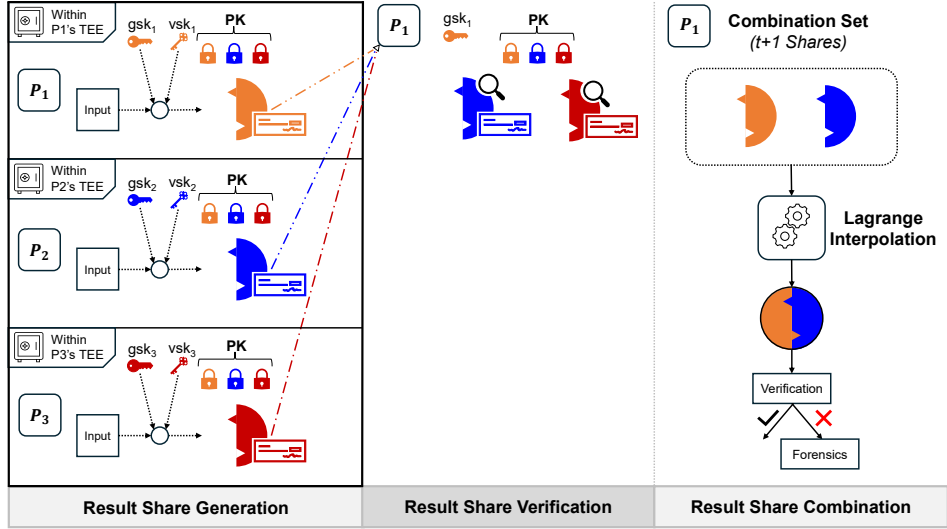 Within
P1's TEE
gsk₁
vsk₁
PK
P₁
Input
Within
P2's TEE
gsk₂
vsk₂
PK
P₂
Input
Within
P3's TEE
gsk₃
vsk₃
PK
P₃
Input
Result Share Generation
P₁
gsk₁
PK
Result Share Verification
P₁
Combination Set
(t+1 Shares)
Lagrange
Interpolation
Verification
Forensics
Result Share Combination